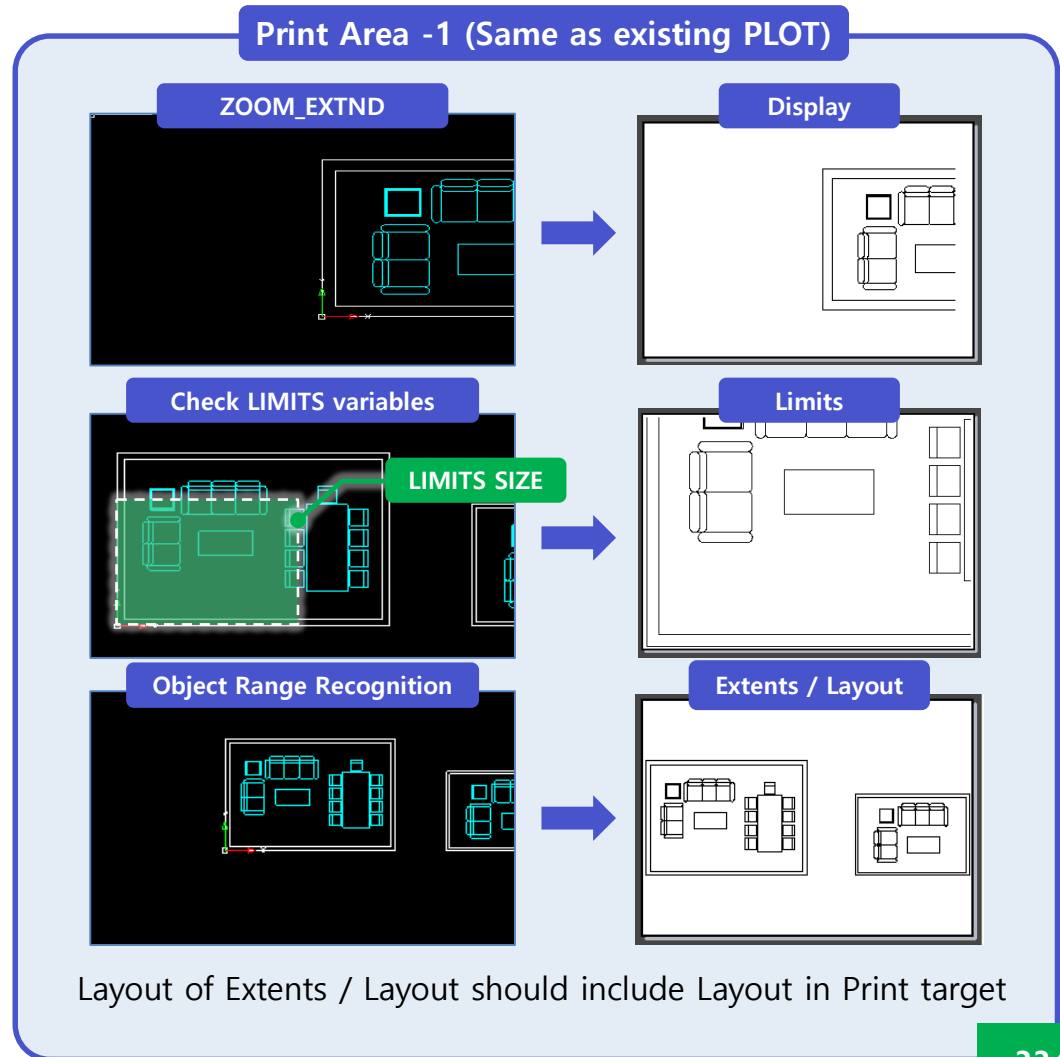 Print Area -1 (Same as existing PLOT)
ZOOM_EXTND
Display
Check LIMITS variables
Limits
LIMITS SIZE
Object Range Recognition
Extents / Layout
Layout of Extents / Layout should include Layout in Print target